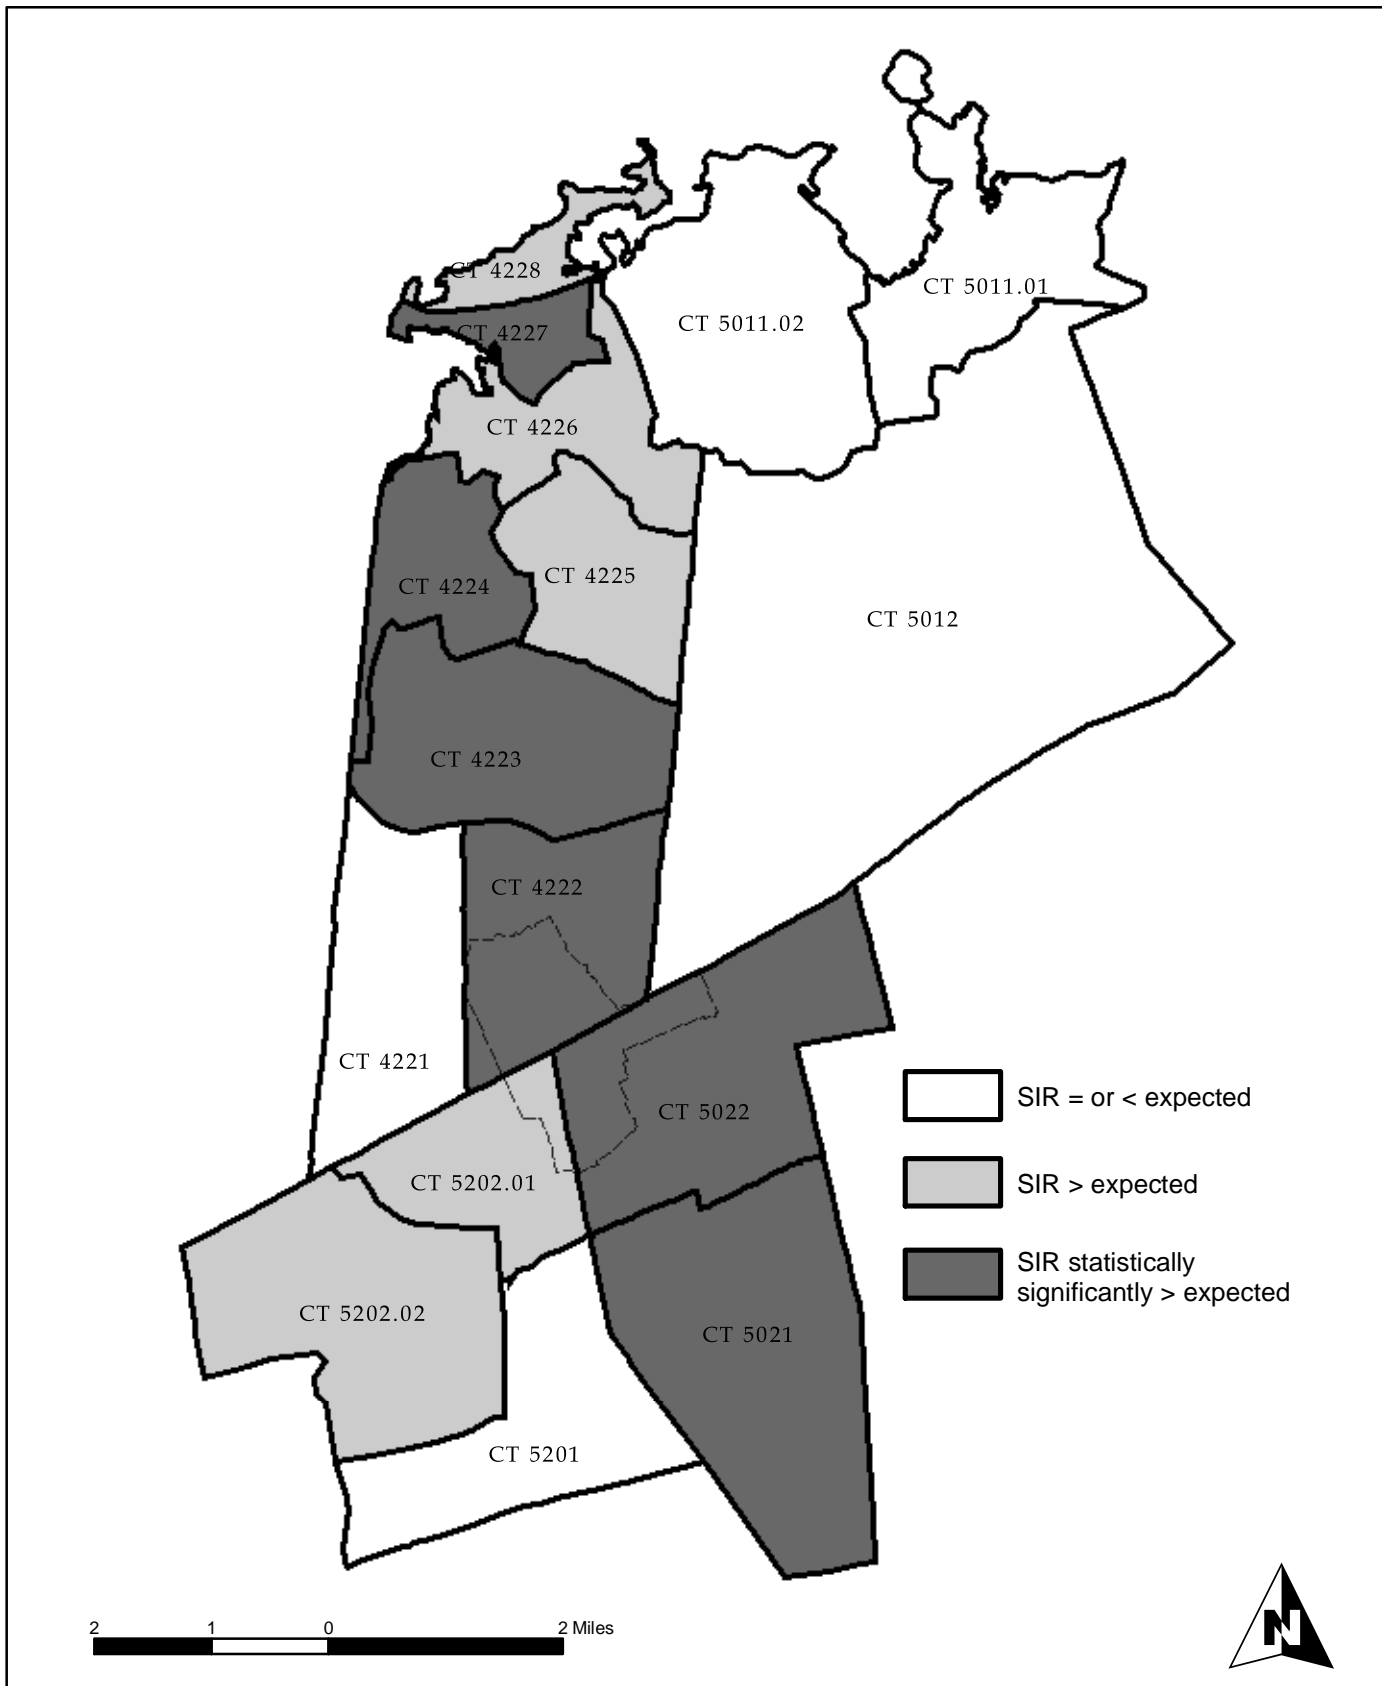 CT 4228
CT 5011.01
CT 5011.02
CT 4227
CT 4226
CT 4225
CT 4224
CT 5012
CT 4223
CT 4222
CT 4221
CT 5022
CT 5202.01
CT 5202.02
CT 5021
CT 5201
SIR = or < expected
SIR > expected
SIR statistically
significantly > expected
2 1 0 2 Miles
N